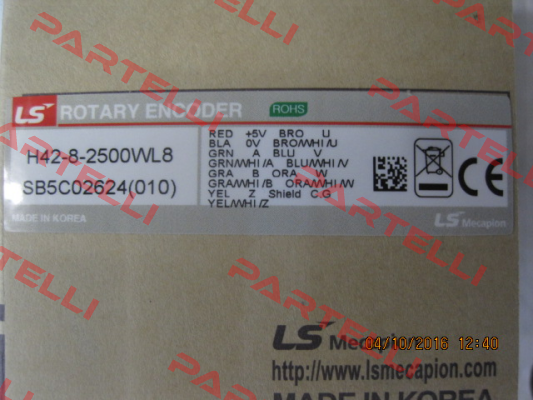 PARTELLI
PARTELLI
LS ROTARY ENCODER ROHS
H42-8-2500WL8
SB5C02624(010)
RED +5V BRO U
BLA 0V BRO/WHI/U
GRN A BLU V
GRN/WHI/A BLU/WHI/V
GRA B ORA W
GRA/WHI/B ORA/WHI/W
YEL Z Shield C.G
YEL/WHI/Z
MADE IN KOREA
LS Mecapion
PARTELLI
PARTELLI
04/10/2016 12:40
LS Mecapion
http://www.lsmecapion.com
MADE IN KOREA
PARTELLI